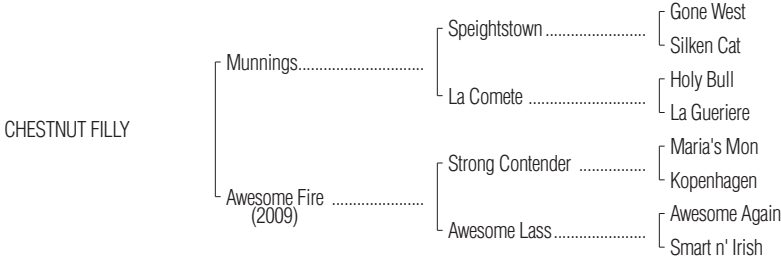 Gone West
Speightstown ........................
Silken Cat
Munnings..............................
Holy Bull
La Comete ............................
La Gueriere
CHESTNUT FILLY
Maria's Mon
Strong Contender ................
Kopenhagen
Awesome Fire ......................
(2009)
Awesome Again
Awesome Lass......................
Smart n' Irish